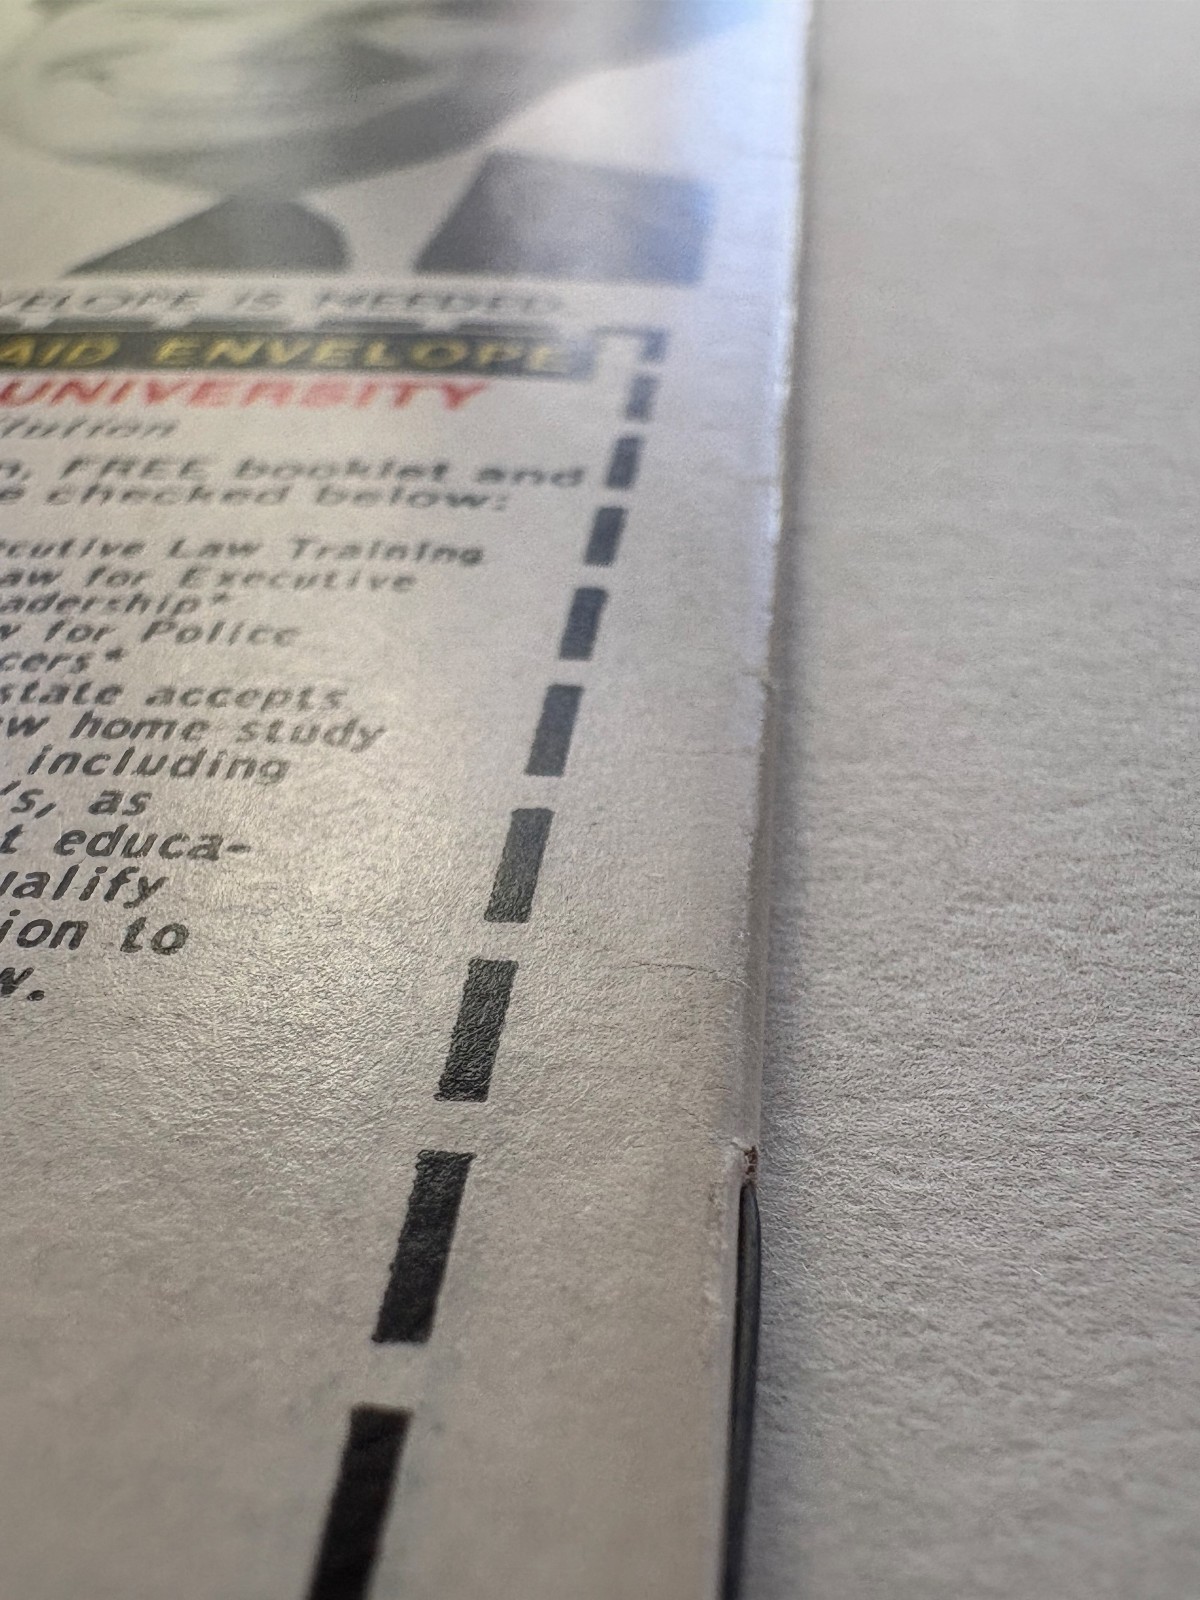 VELOPE IS NEEDED
AID ENVELOPE
UNIVERSITY
tution
n, FREE booklet and
e checked below:
cutive Law Training
aw for Executive
adership*
w for Police
cers*
state accepts
w home study
including
's, as
t educa-
ualify
ion to
w.